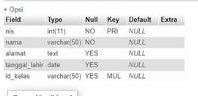 + Opsi
Field Type Null Key Default Extra
nis int(11) NO PRI NULL
nama varchar(50) NO NULL
alamat text YES NULL
tanggal_lahir date YES NULL
id_kelas varchar(50) YES MUL NULL